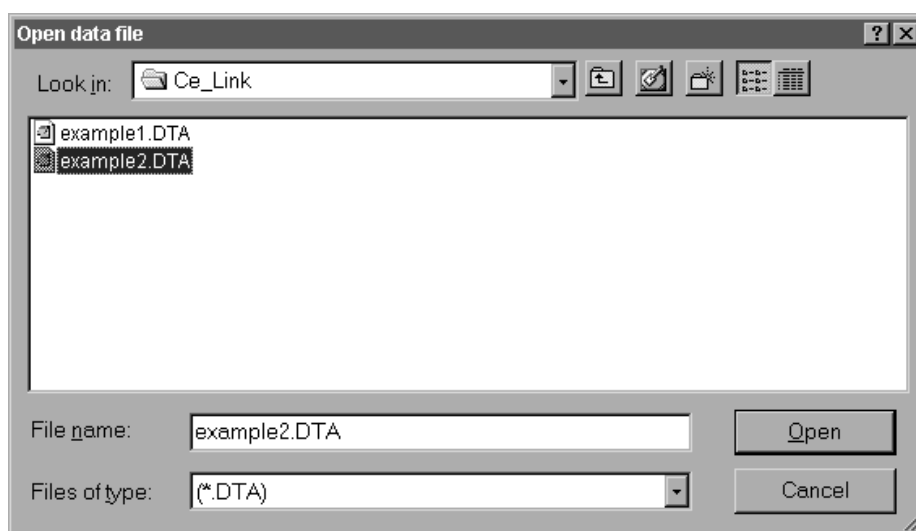 Open data file
Look in: Ce_Link
example1.DTA
example2.DTA
File name: example2.DTA Open
Files of type: (*.DTA) Cancel